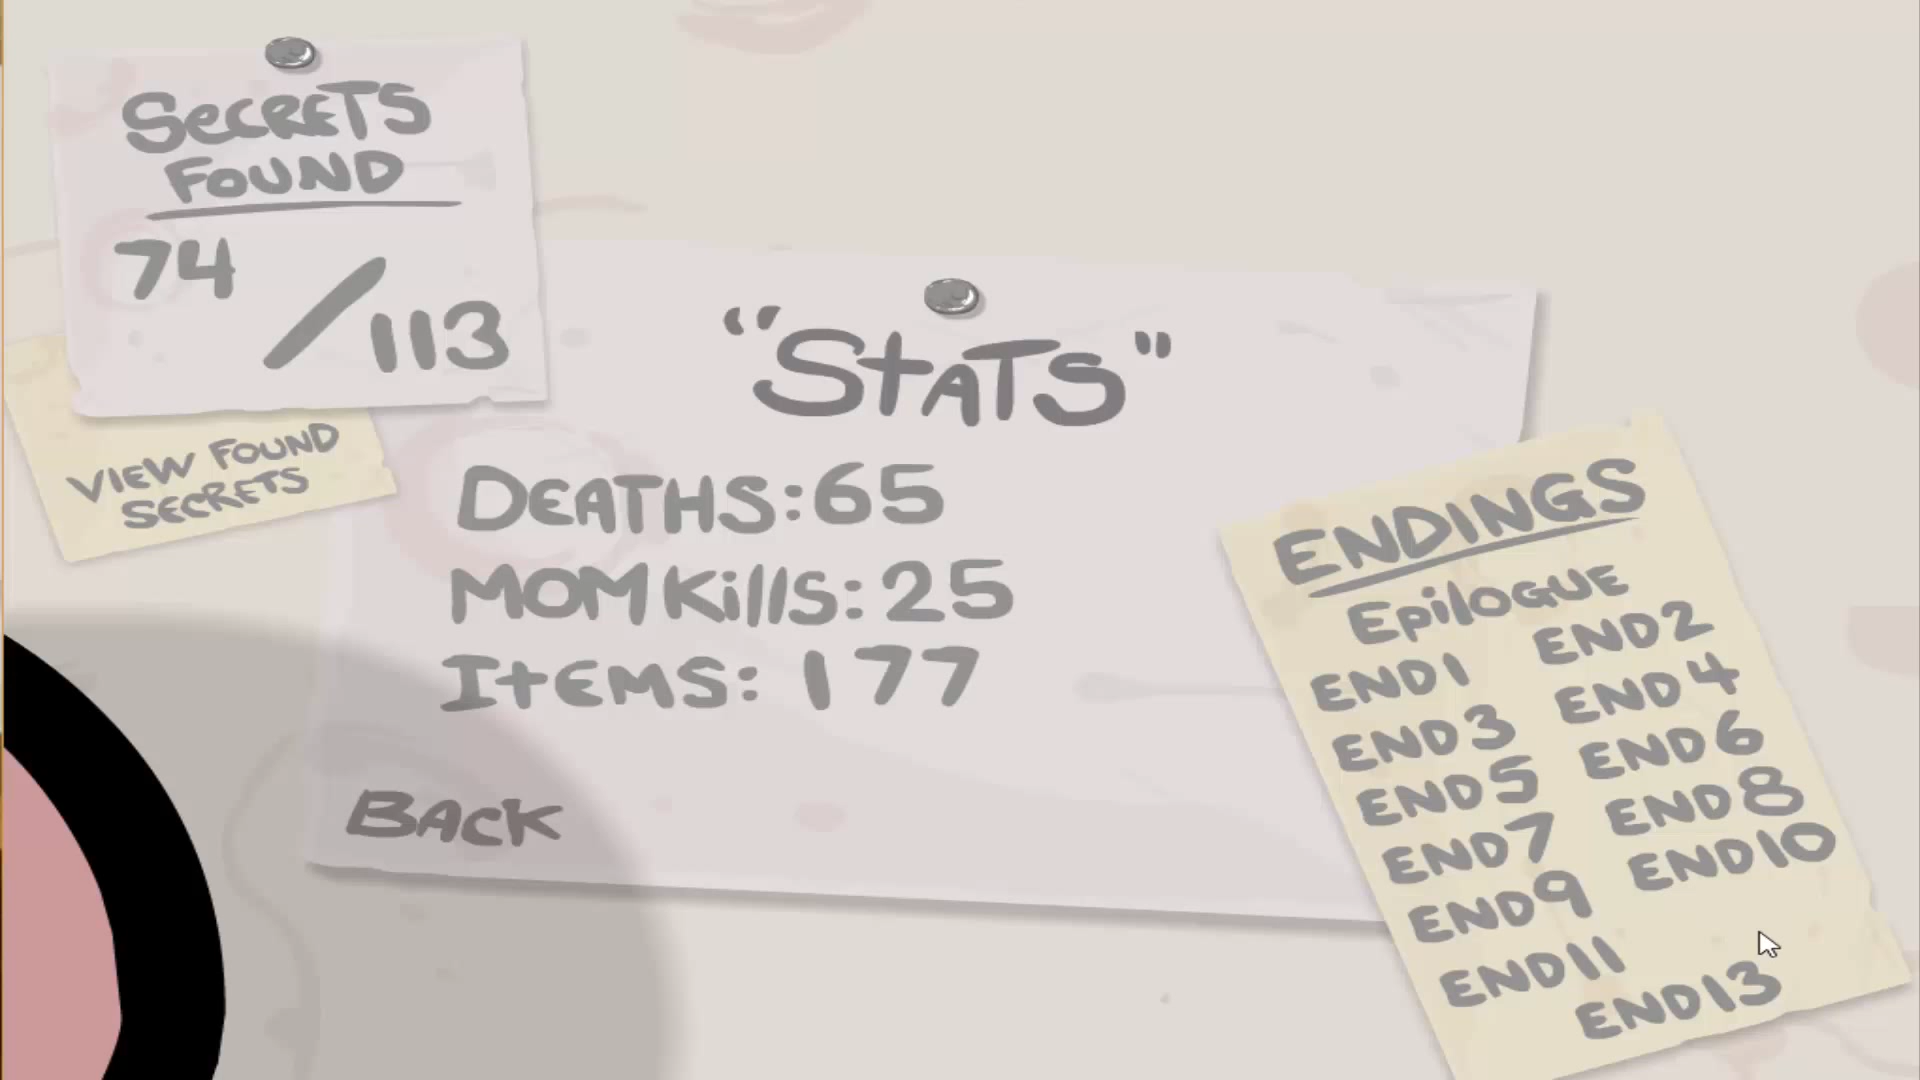 SECRETS
FOUND
74/113
VIEW FOUND
SECRETS
"STATS"
DEATHS:65
MOM Kills:25
ItEMS: 177
BACK
ENDINGS
EpilOGUE
END1 END2
END3 END4
END5 END6
END7 END8
END9 END10
END11
END13